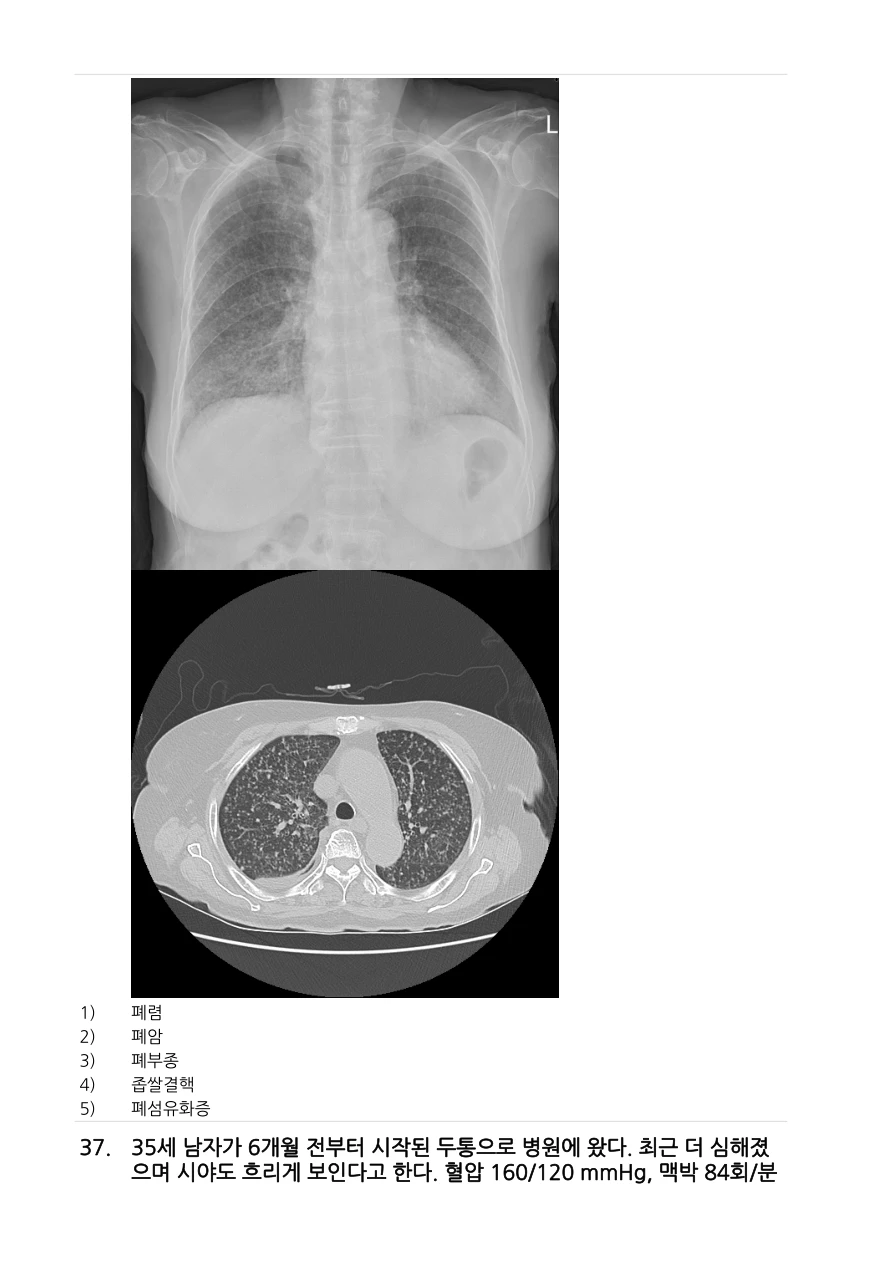 L
1) 폐렴
2) 폐암
3) 폐부종
4) 좁쌀결핵
5) 폐섬유화증
37. 35세 남자가 6개월 전부터 시작된 두통으로 병원에 왔다. 최근 더 심해졌
으며 시야도 흐리게 보인다고 한다. 혈압 160/120 mmHg, 맥박 84회/분